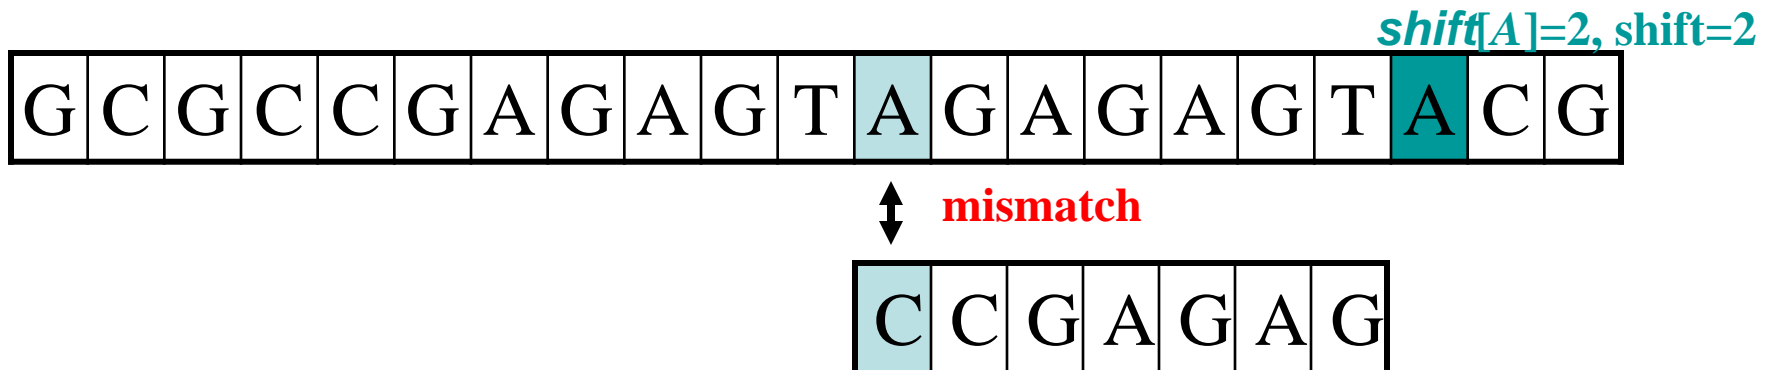 shift[A]=2, shift=2
G C G C C G A G A G T A G A G A G T A C G
mismatch
C C G A G A G